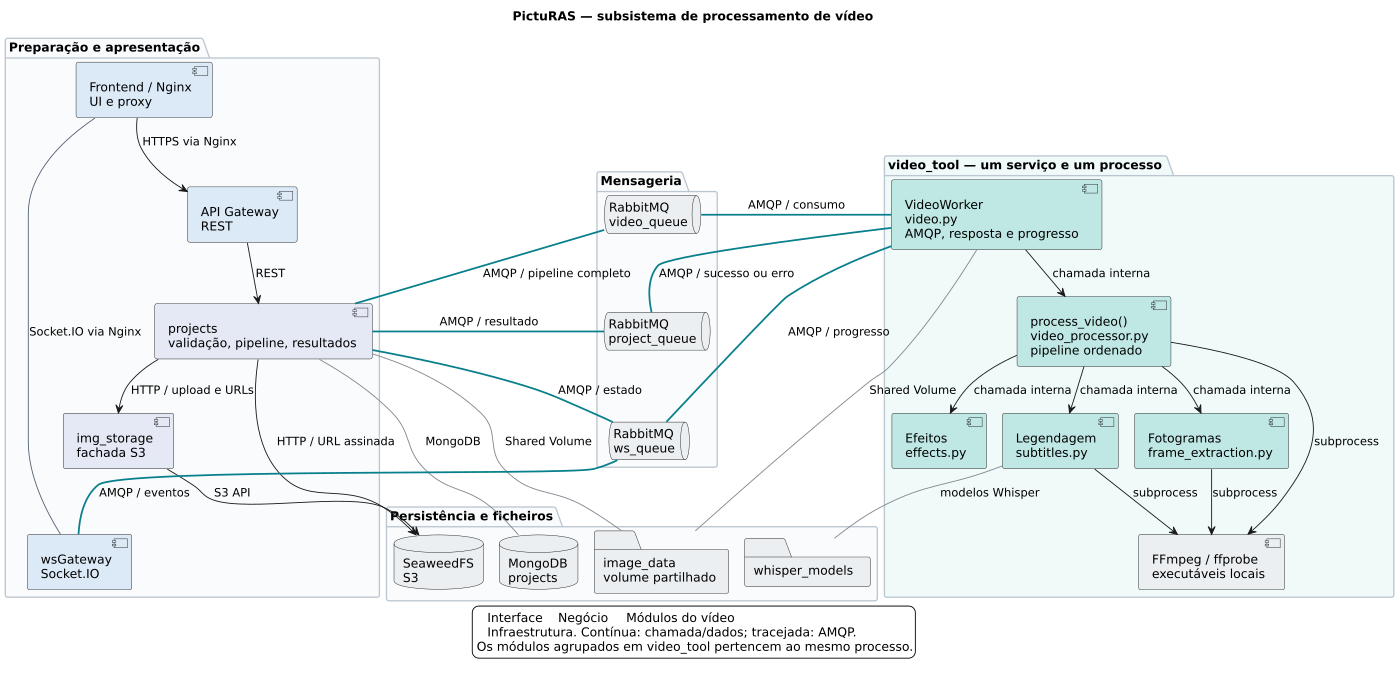 PictuRAS — subsistema de processamento de vídeo
Preparação e apresentação
Frontend / Nginx
UI e proxy
HTTPS via Nginx
API Gateway
REST
REST
Socket.IO via Nginx
projects
validação, pipeline, resultados
HTTP / upload e URLs
img_storage
fachada S3
HTTP / URL assinada
MongoDB
Shared Volume
S3 API
AMQP / eventos
wsGateway
Socket.IO
Mensageria
RabbitMQ
video_queue
AMQP / consumo
AMQP / pipeline completo
AMQP / sucesso ou erro
RabbitMQ
project_queue
AMQP / resultado
AMQP / progresso
AMQP / estado
RabbitMQ
ws_queue
video_tool — um serviço e um processo
VideoWorker
video.py
AMQP, resposta e progresso
chamada interna
process_video()
video_processor.py
pipeline ordenado
Shared Volume
chamada interna
chamada interna
chamada interna
Efeitos
effects.py
Legendagem
subtitles.py
Fotogramas
frame_extraction.py
subprocess
modelos Whisper
subprocess
subprocess
FFmpeg / ffprobe
executáveis locais
Persistência e ficheiros
SeaweedFS
S3
MongoDB
projects
image_data
volume partilhado
whisper_models
Interface Negócio Módulos do vídeo
Infraestrutura. Contínua: chamada/dados; tracejada: AMQP.
Os módulos agrupados em video_tool pertencem ao mesmo processo.